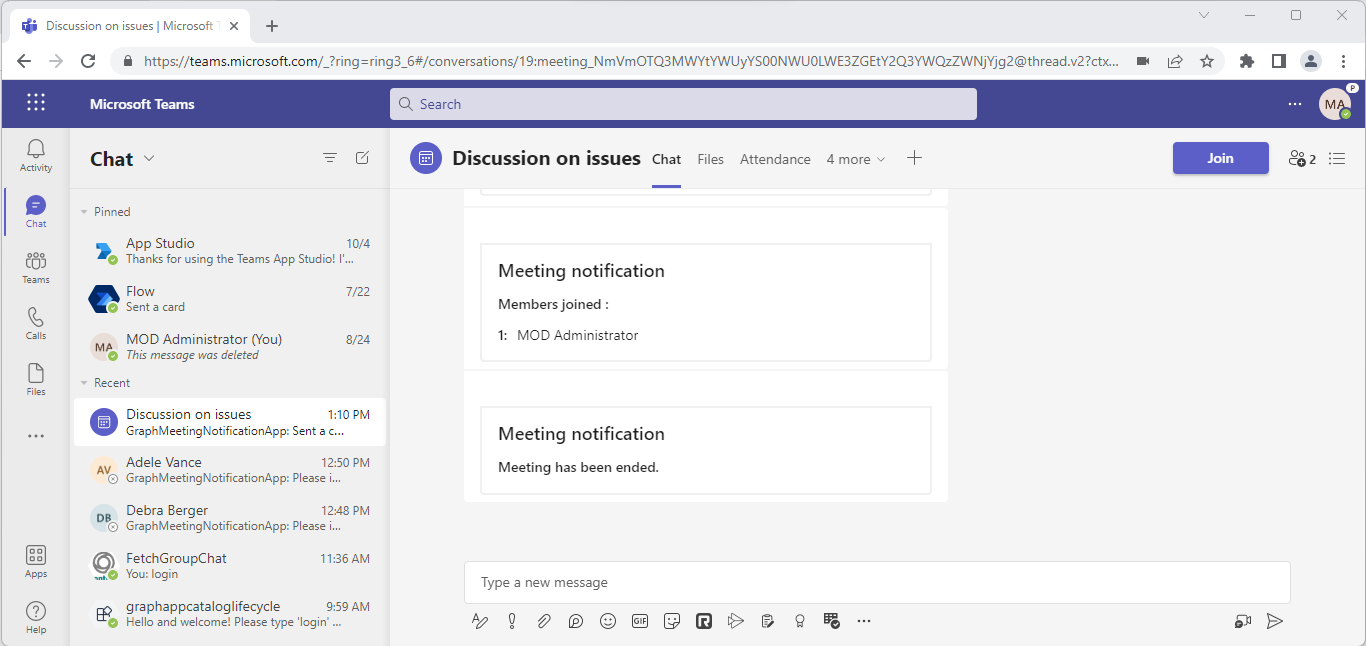 Discussion on issues | Microsoft T
https://teams.microsoft.com/_?ring=ring3_6#/conversations/19:meeting_NmVmOTQ3MWYtYWUyYS00NWU0LWE3ZGEtY2Q3YWQzZWNjYjg2@thread.v2?ctx...
Microsoft Teams
Search
MA
P
Activity
Chat
Teams
Calls
Files
Apps
Help
Chat
Pinned
App Studio 10/4
Thanks for using the Teams App Studio! I'...
Flow 7/22
Sent a card
MA
MOD Administrator (You) 8/24
This message was deleted
Recent
Discussion on issues 1:10 PM
GraphMeetingNotificationApp: Sent a c...
AV
Adele Vance 12:50 PM
GraphMeetingNotificationApp: Please i...
DB
Debra Berger 12:48 PM
GraphMeetingNotificationApp: Please i...
FetchGroupChat 11:36 AM
You: login
graphappcataloglifecycle 9:59 AM
Hello and welcome! Please type 'login' ...
Discussion on issues Chat Files Attendance 4 more
Join
2
Meeting notification
Members joined :
1: MOD Administrator
Meeting notification
Meeting has been ended.
Type a new message
GIF